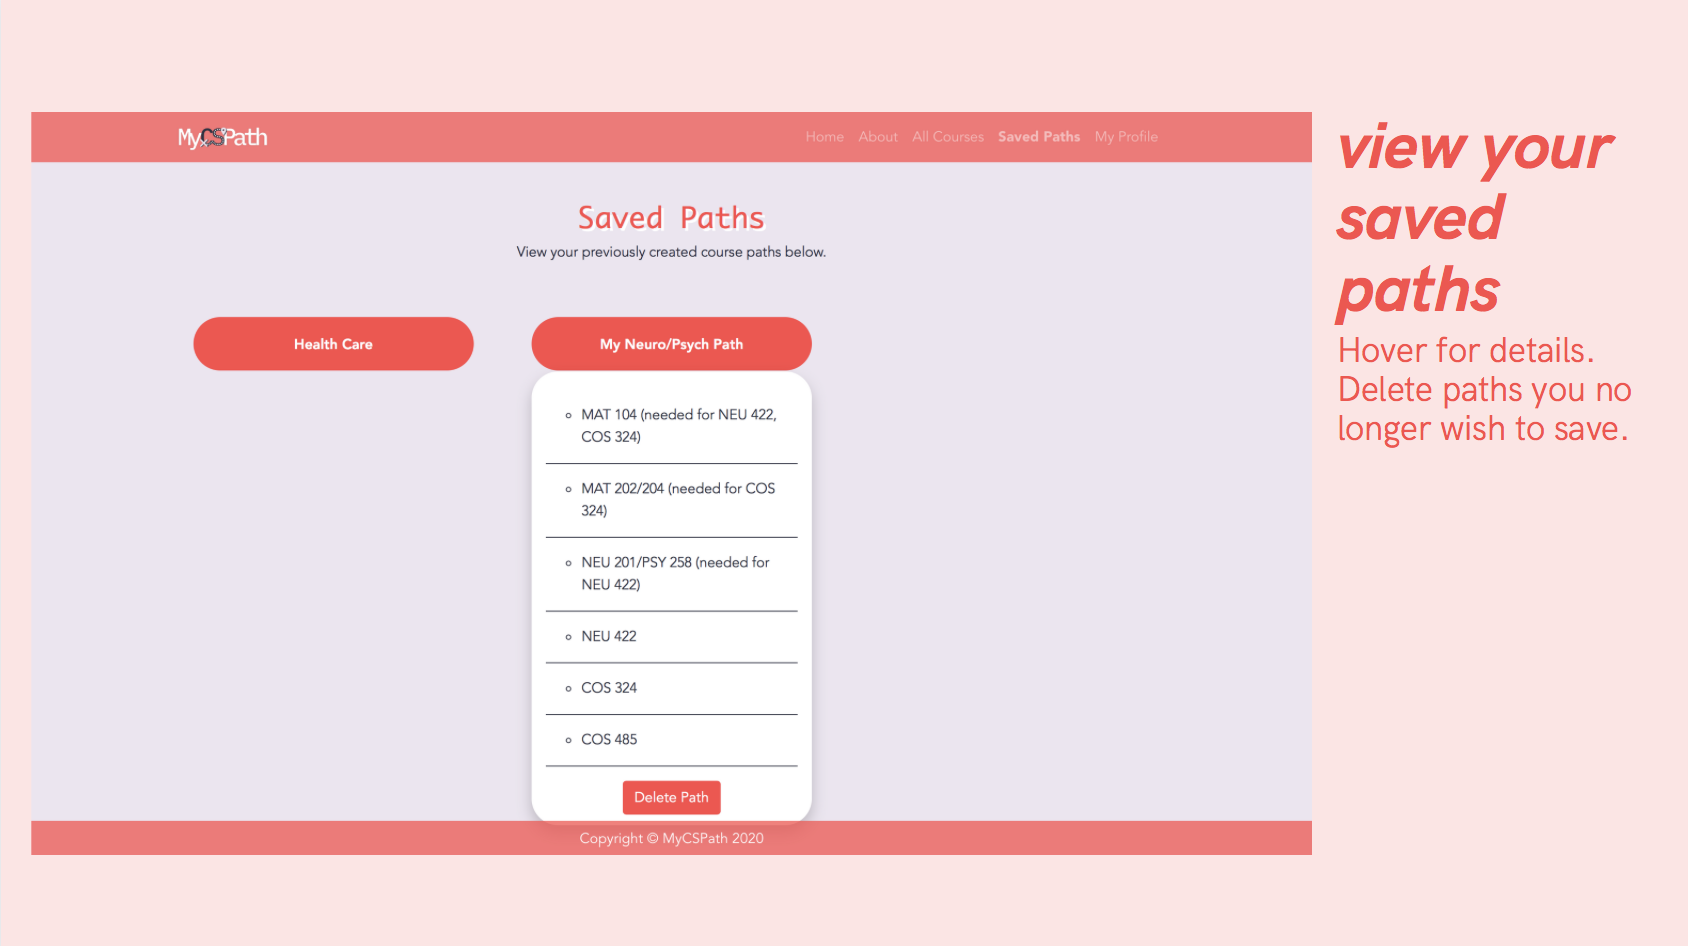 MyCSPath
Home About All Courses Saved Paths My Profile
Saved Paths
View your previously created course paths below.
Health Care
My Neuro/Psych Path
MAT 104 (needed for NEU 422,
COS 324)
MAT 202/204 (needed for COS
324)
NEU 201/PSY 258 (needed for
NEU 422)
NEU 422
COS 324
COS 485
Delete Path
Copyright © MyCSPath 2020
view your
saved
paths
Hover for details.
Delete paths you no
longer wish to save.